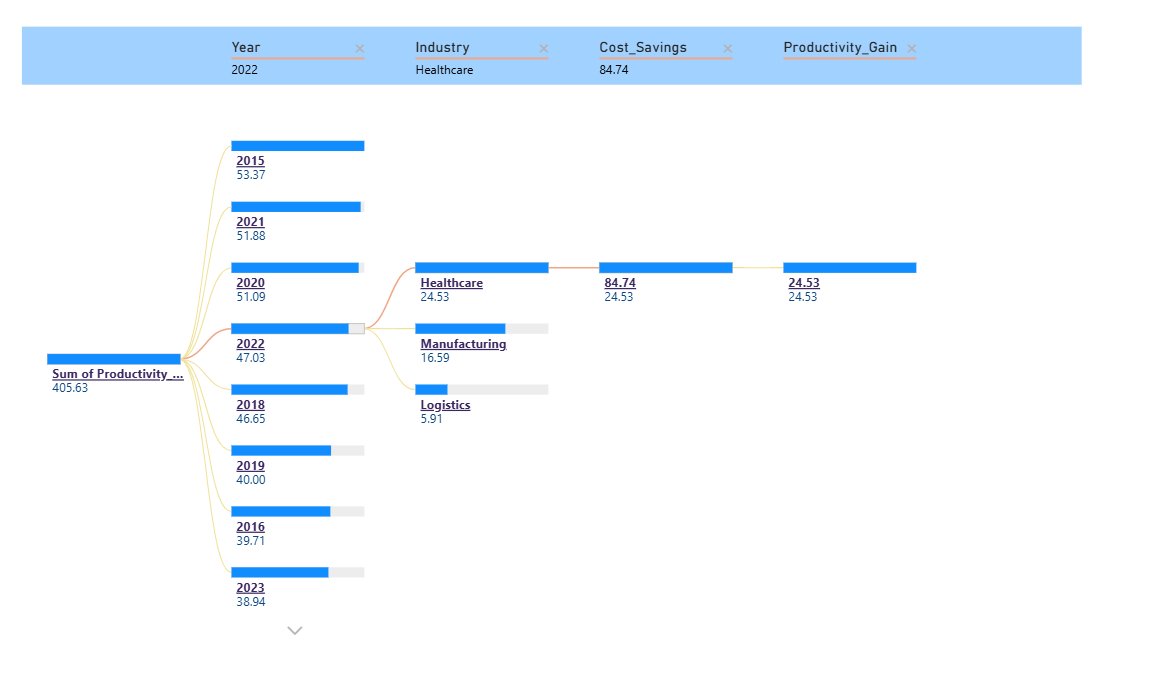 Year
Industry
Cost_Savings
Productivity_Gain
2022
Healthcare
84.74
Sum of Productivity_...
405.63
2015
53.37
2021
51.88
2020
51.09
2022
47.03
2018
46.65
2019
40.00
2016
39.71
2023
38.94
Healthcare
24.53
Manufacturing
16.59
Logistics
5.91
84.74
24.53
24.53
24.53